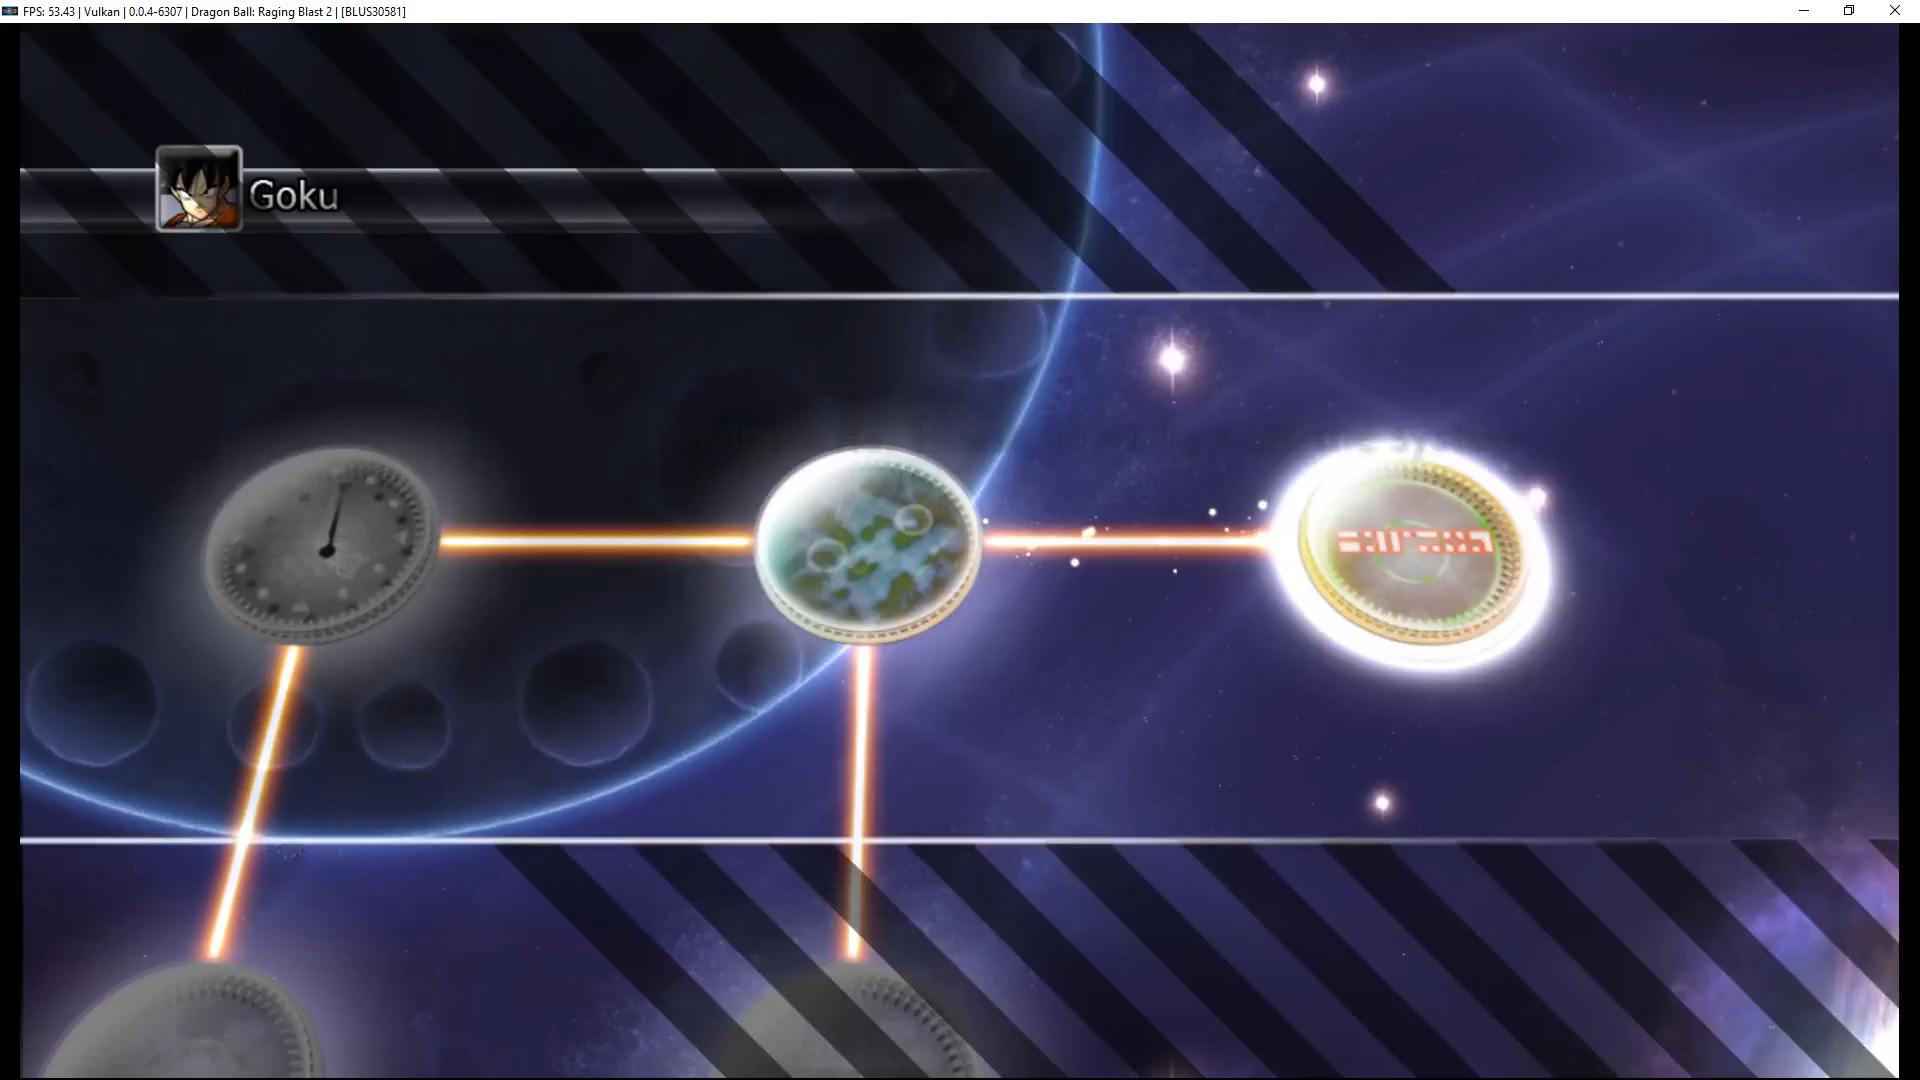 FPS: 53.43 | Vulkan | 0.0.4-6307 | Dragon Ball: Raging Blast 2 | [BLUS30581]
Goku